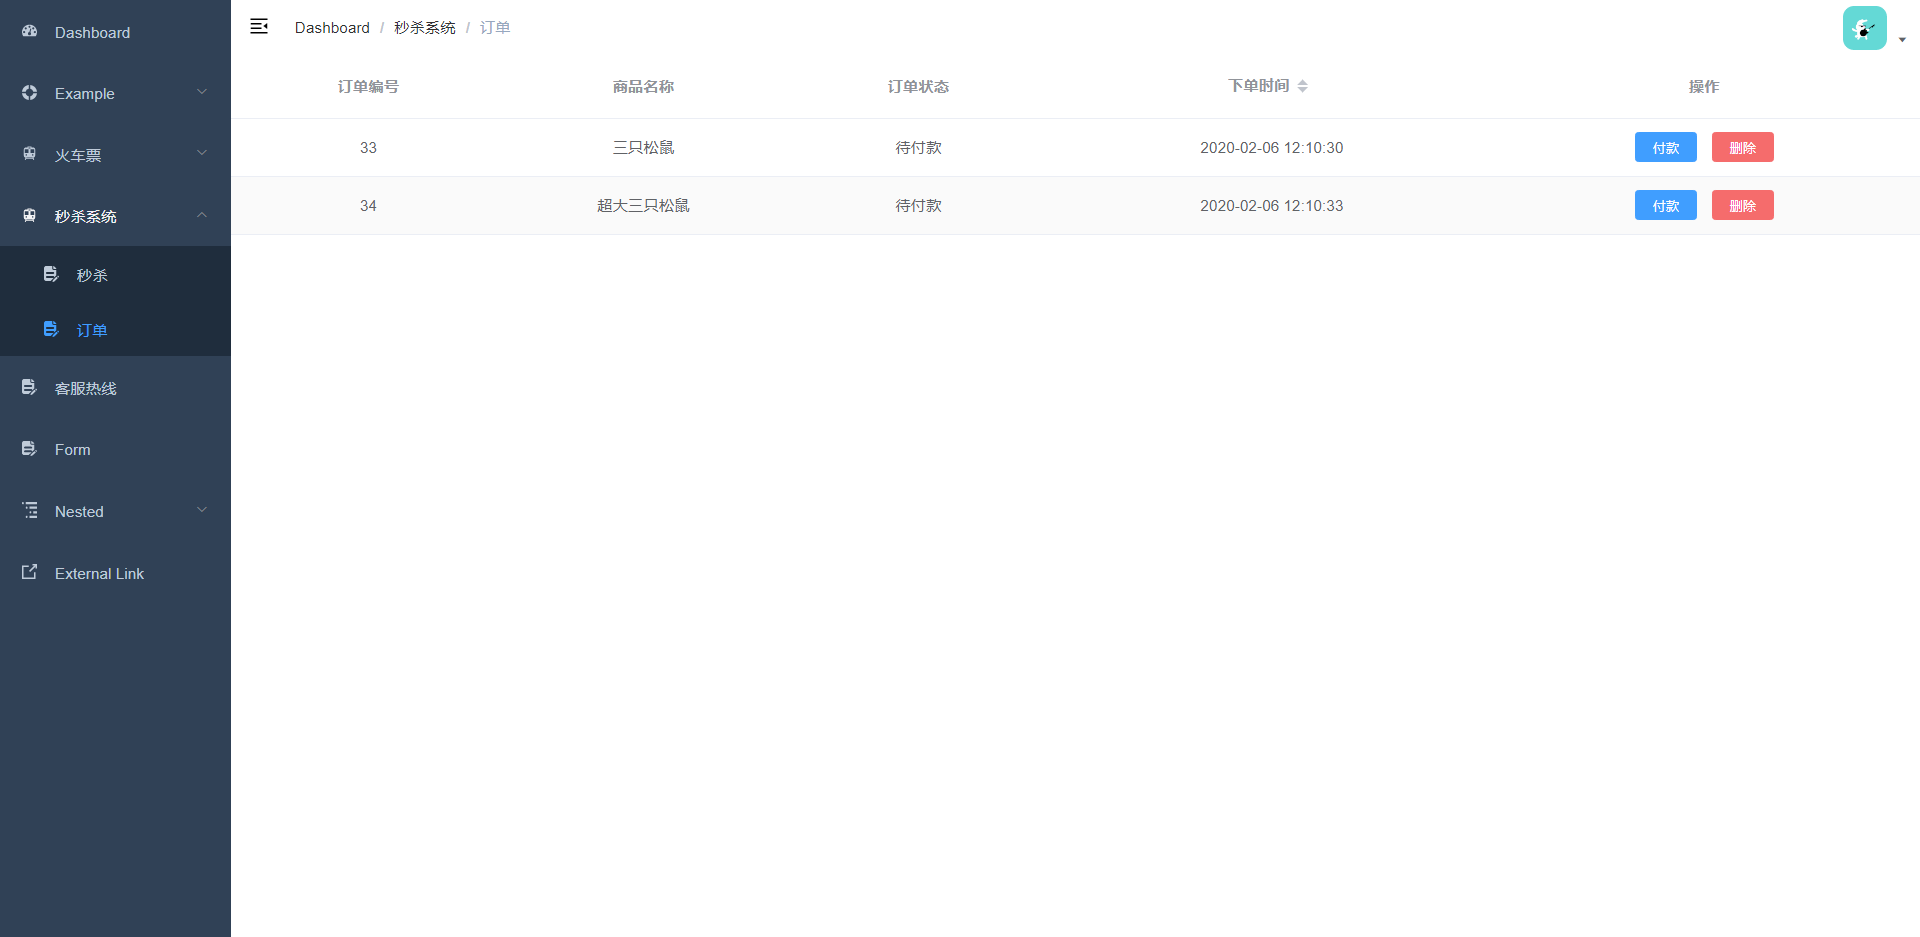 Dashboard
Example
火车票
秒杀系统
秒杀
订单
客服热线
Form
Nested
External Link
Dashboard / 秒杀系统 / 订单
订单编号 商品名称 订单状态 下单时间 操作
33 三只松鼠 待付款 2020-02-06 12:10:30 付款 删除
34 超大三只松鼠 待付款 2020-02-06 12:10:33 付款 删除